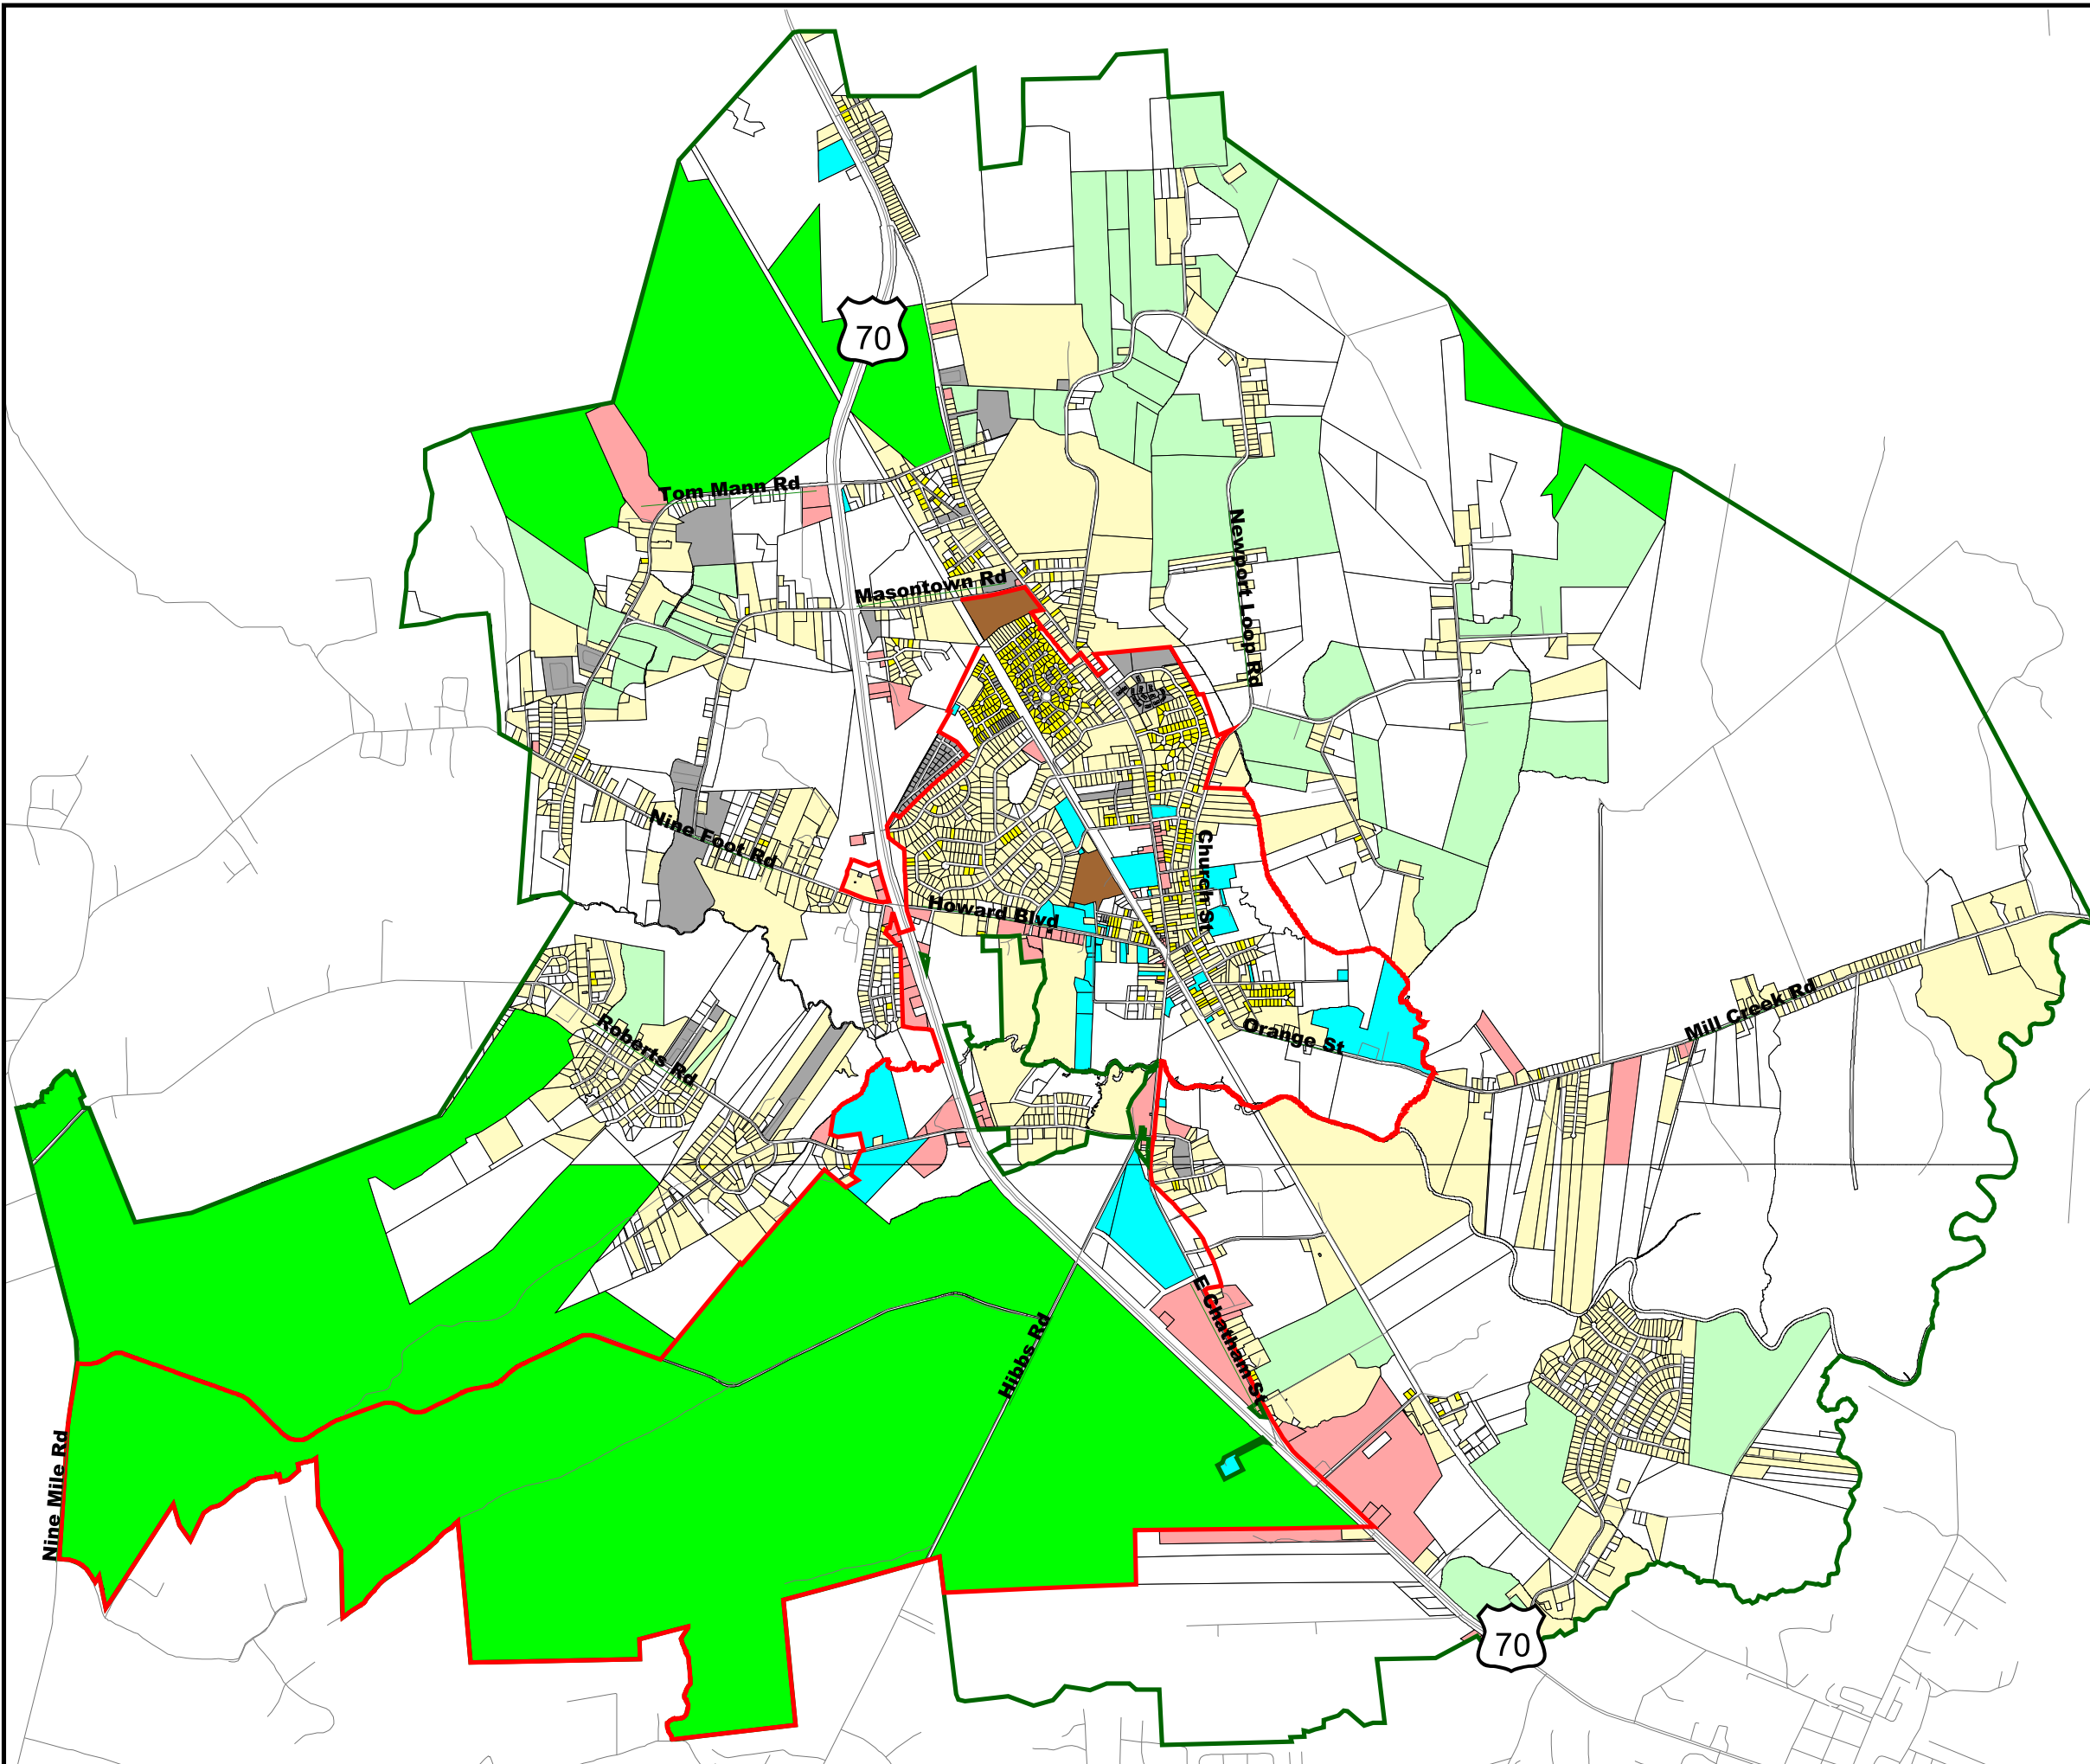 70
Tom Mann Rd
Newport Loop Rd
Masontown Rd
Nine Foot Rd
Church St
Howard Blvd
Mill Creek Rd
Roberts Rd
Orange St
E Chatham St
Hibbs Rd
Nine Mile Rd
70